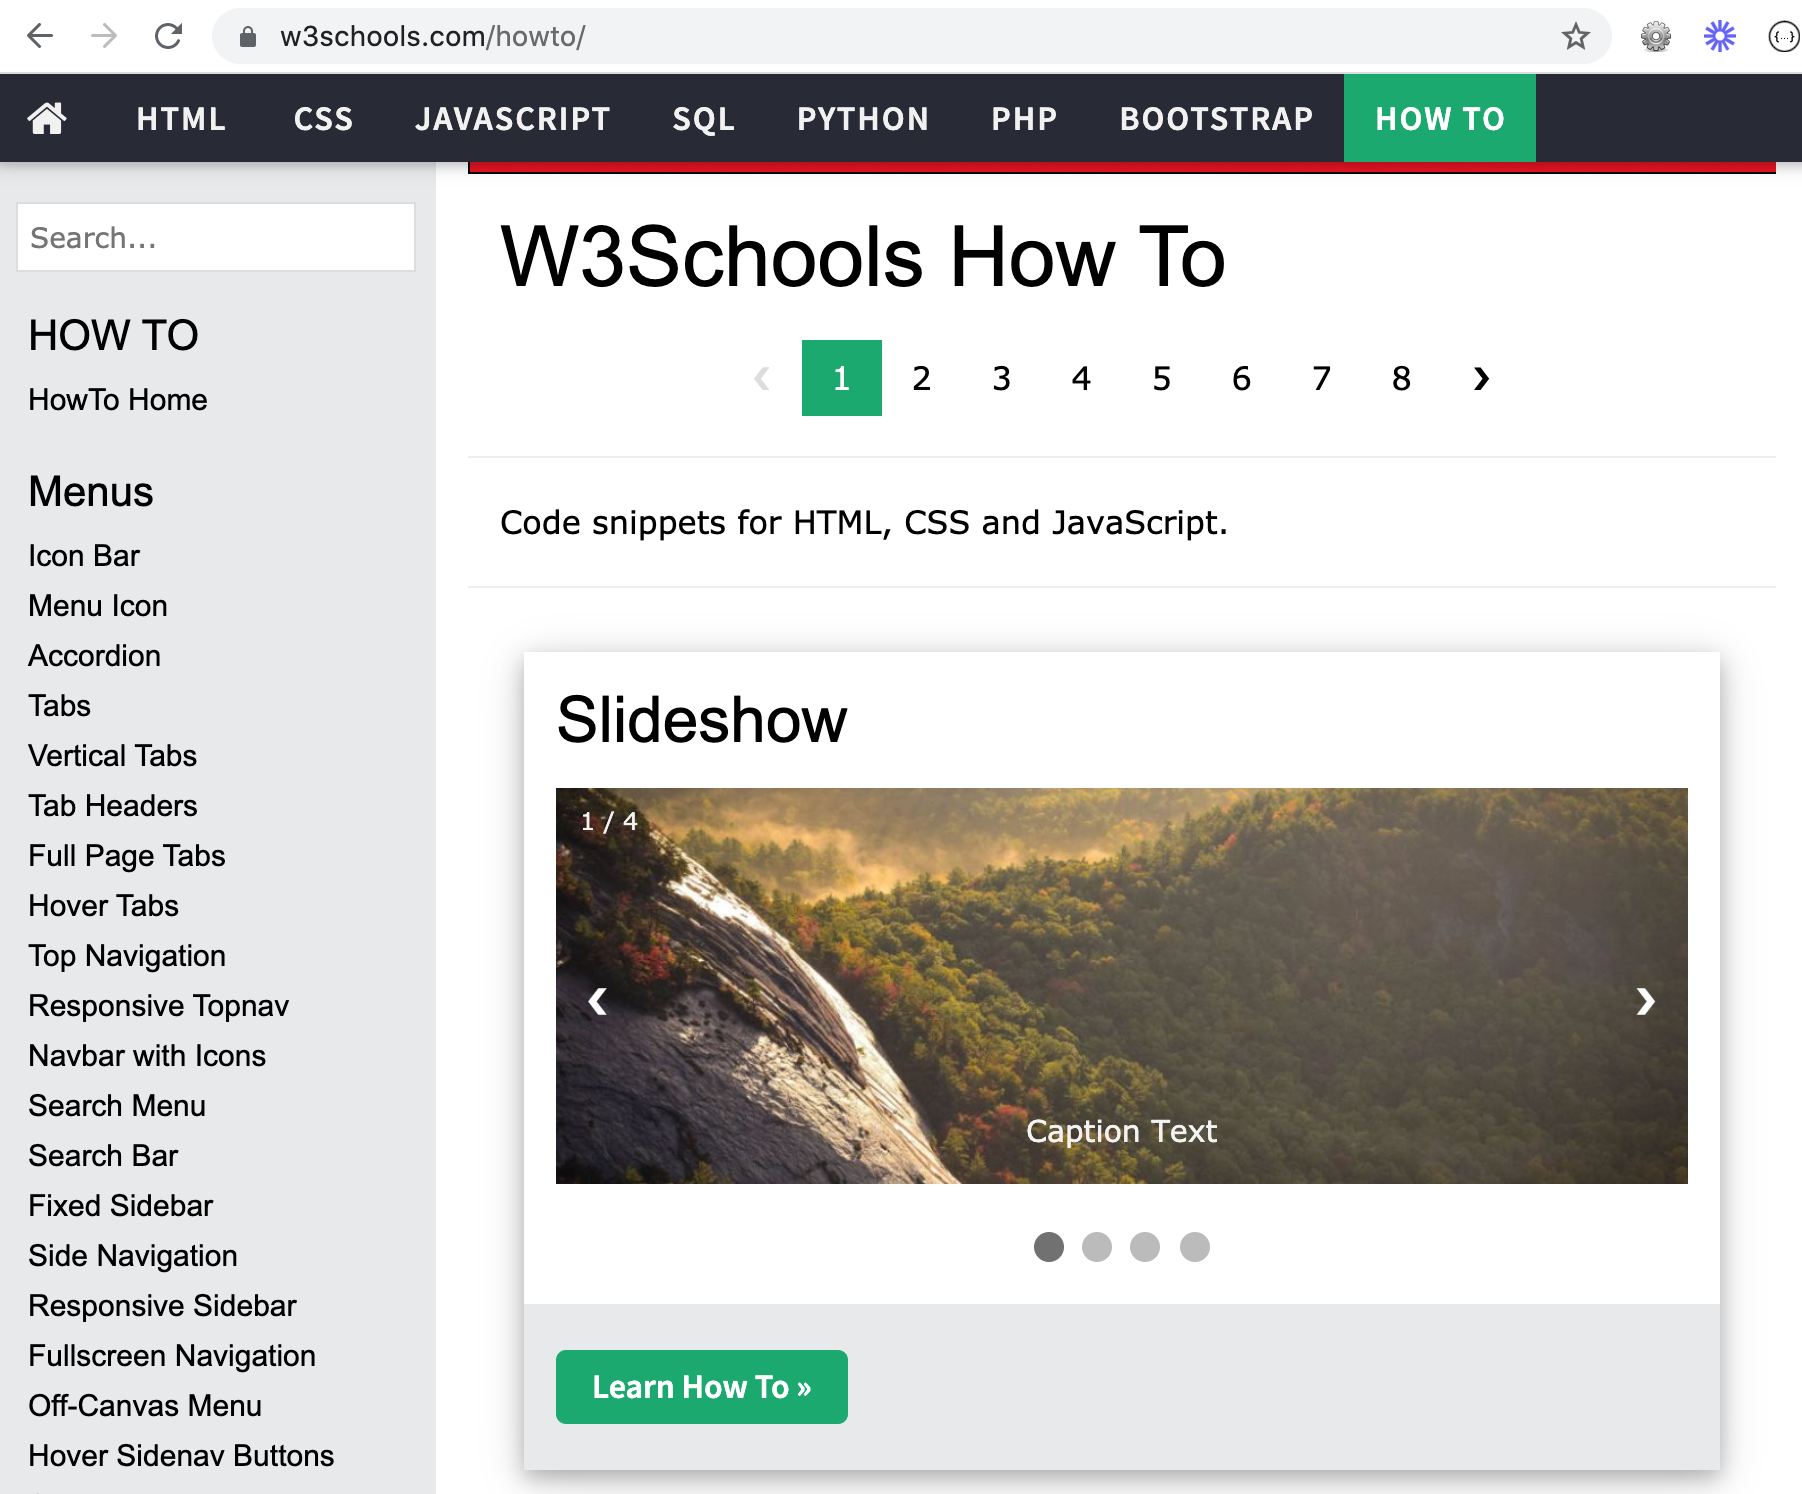 w3schools.com/howto/
HTML CSS JAVASCRIPT SQL PYTHON PHP BOOTSTRAP HOW TO
Search...
HOW TO
HowTo Home
Menus
Icon Bar
Menu Icon
Accordion
Tabs
Vertical Tabs
Tab Headers
Full Page Tabs
Hover Tabs
Top Navigation
Responsive Topnav
Navbar with Icons
Search Menu
Search Bar
Fixed Sidebar
Side Navigation
Responsive Sidebar
Fullscreen Navigation
Off-Canvas Menu
Hover Sidenav Buttons
W3Schools How To
‹ 1 2 3 4 5 6 7 8 ›
Code snippets for HTML, CSS and JavaScript.
Slideshow
1 / 4
❮ ❯
Caption Text
Learn How To »